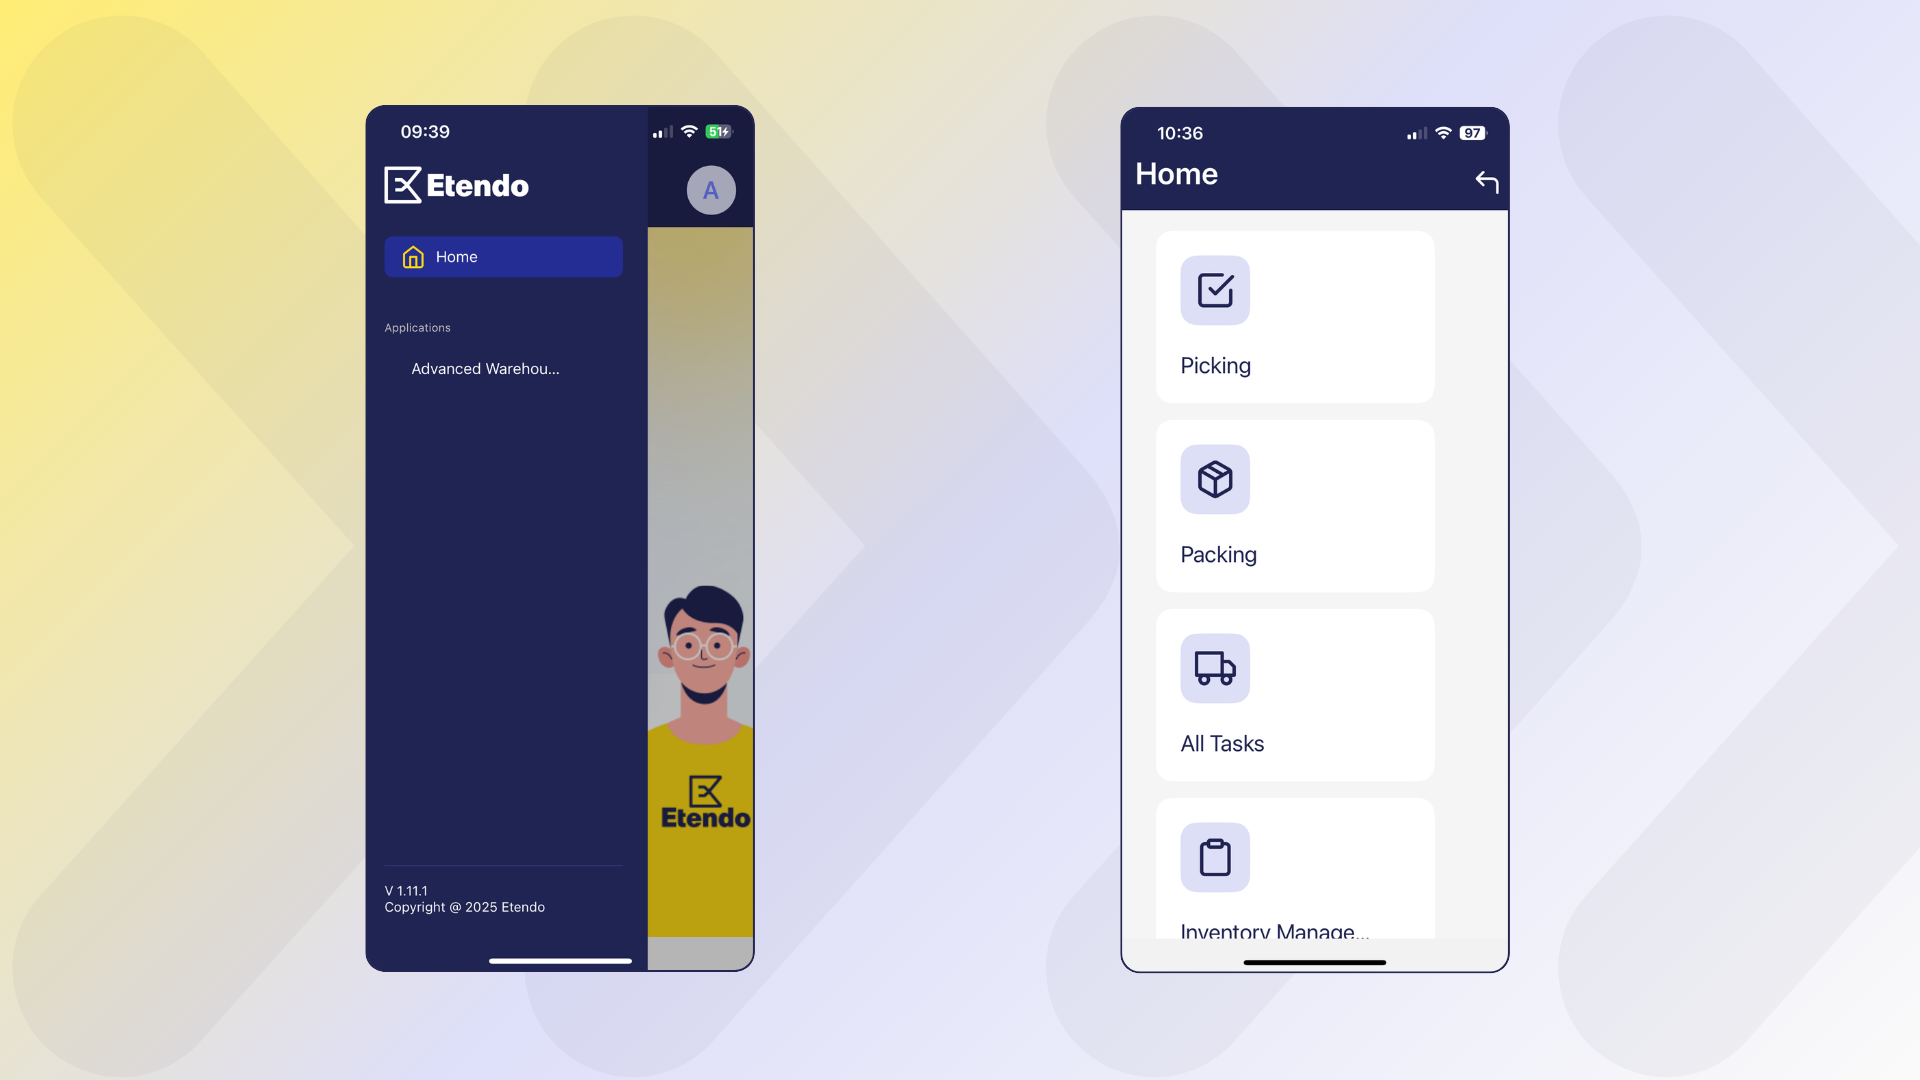 09:39
51
Etendo
A
Home
Applications
Advanced Warehou...
Etendo
V 1.11.1
Copyright @ 2025 Etendo
10:36
97
Home
Picking
Packing
All Tasks
Inventory Manage...